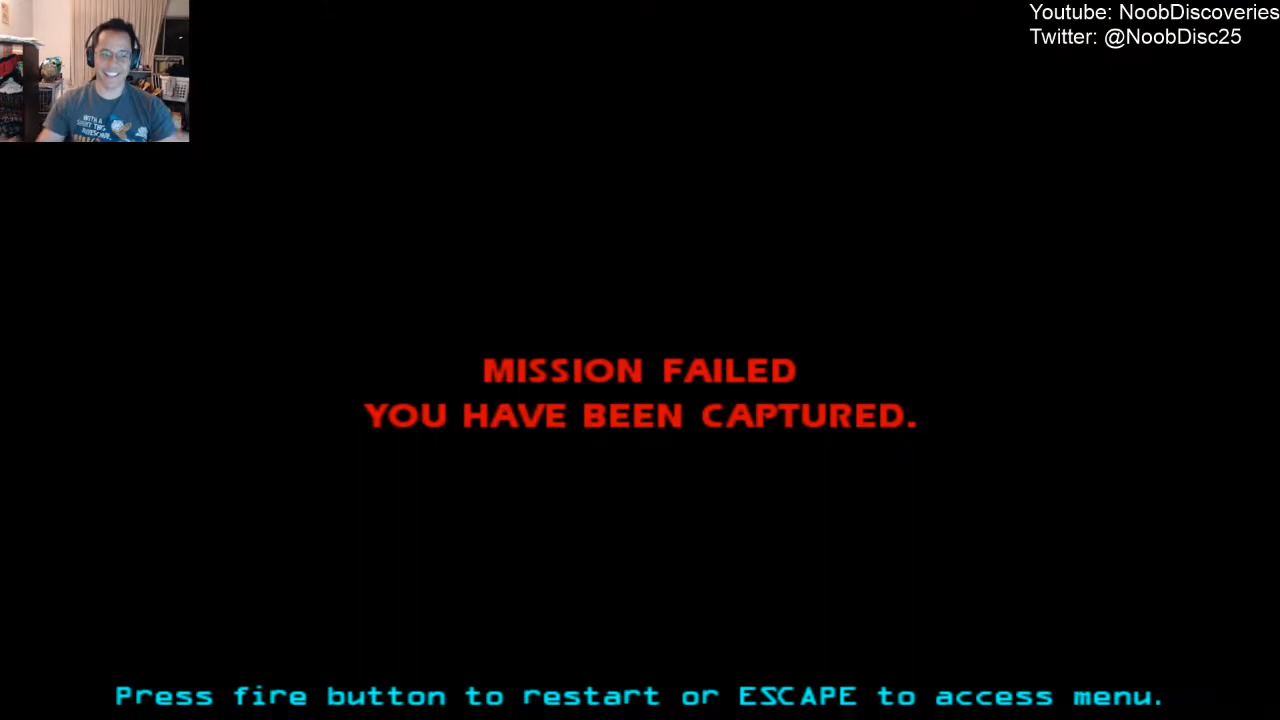 Youtube: NoobDiscoveries
Twitter: @NoobDisc25
WITH A
MISSION FAILED
YOU HAVE BEEN CAPTURED.
Press fire button to restart or ESCAPE to access menu.